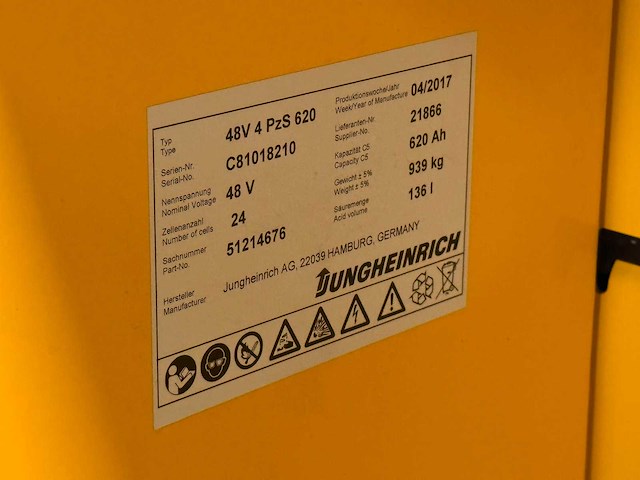 Typ
Type
48V 4 PzS 620
Produktionswoche/Jahr
Week/Year of Manufacture
04/2017
Serien-Nr.
Serial-No.
C81018210
Lieferanten-Nr.
Supplier-No.
21866
Nennspannung
Nominal Voltage
48 V
Kapazität C5
Capacity C5
620 Ah
Zellenanzahl
Number of cells
24
Gewicht ± 5%
Weight ± 5%
939 kg
Sachnummer
Part-No.
51214676
Säuremenge
Acid volume
136 l
Hersteller
Manufacturer
Jungheinrich AG, 22039 HAMBURG, GERMANY
JUNGHEINRICH